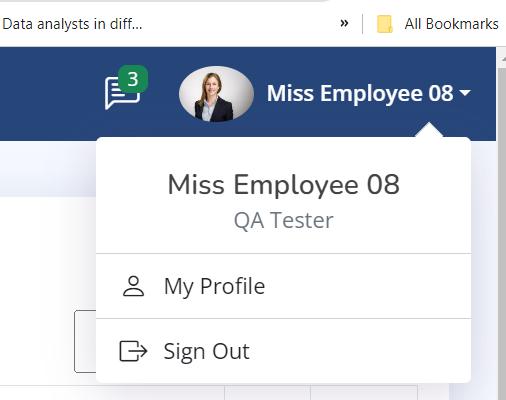 Data analysts in diff...
»
All Bookmarks
3
Miss Employee 08
Miss Employee 08
QA Tester
My Profile
Sign Out